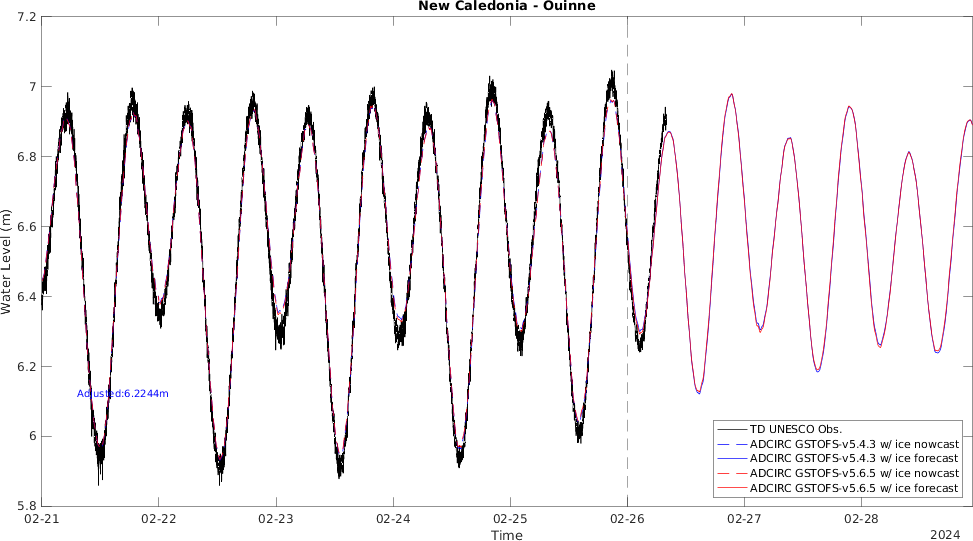 New Caledonia - Ouinne
7.2
7
6.8
6.6
6.4
6.2
6
5.8
Water Level (m)
Adjusted:6.2244m
TD UNESCO Obs.
ADCIRC GSTOFS-v5.4.3 w/ ice nowcast
ADCIRC GSTOFS-v5.4.3 w/ ice forecast
ADCIRC GSTOFS-v5.6.5 w/ ice nowcast
ADCIRC GSTOFS-v5.6.5 w/ ice forecast
02-21 02-22 02-23 02-24 02-25 02-26 02-27 02-28
Time
2024